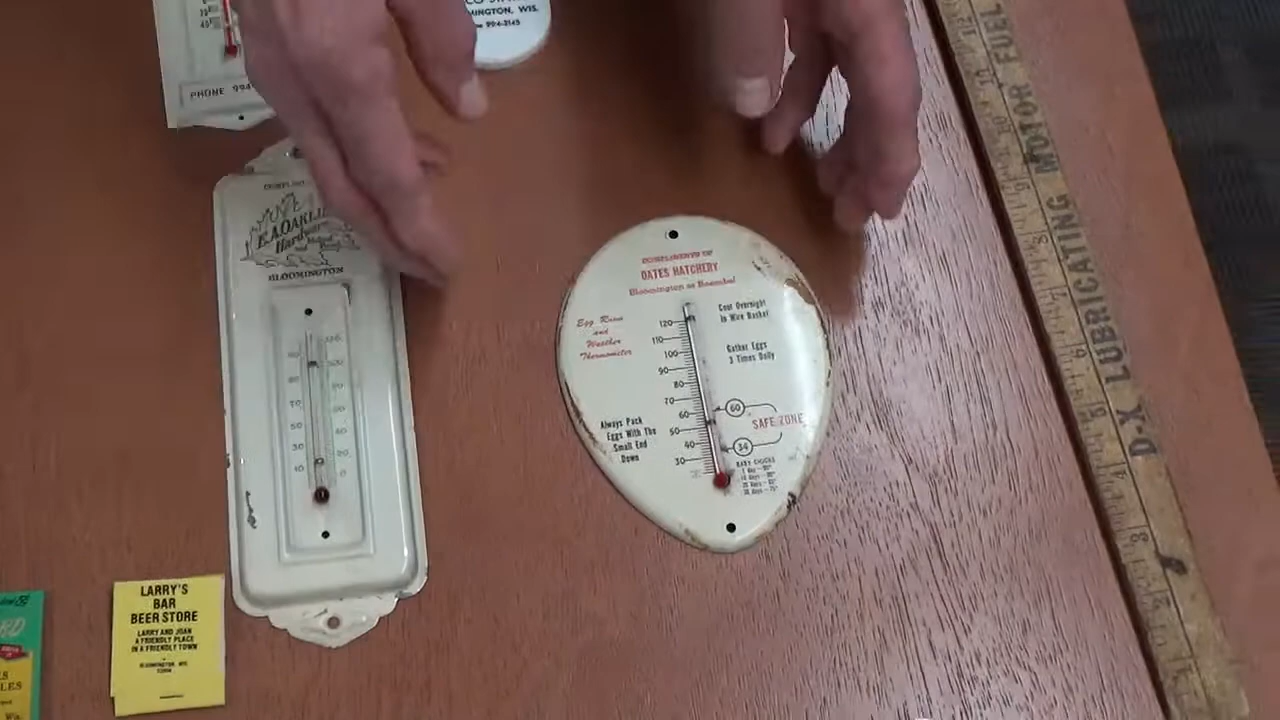 PHONE 994
MINGTON, WIS.
994-2145
E.A. OAKL
Hardware
BLOOMINGTON
COMPLIMENTS OF
OATES HATCHERY
Bloomington or Boscobel
Egg Room
and
Weather
Thermometer
Cool Overnight
In Wire Basket
Gather Eggs
3 Times Daily
Always Pack
Eggs With The
Small End
Down
120
110
100
90
80
70
60
50
40
30
60
SAFE ZONE
34
BABY CHICKS
LARRY'S
BAR
BEER STORE
LARRY AND JOAN
A FRIENDLY PLACE
IN A FRIENDLY TOWN
BLOOMINGTON, WIS.
D-X LUBRICATING MOTOR FUEL